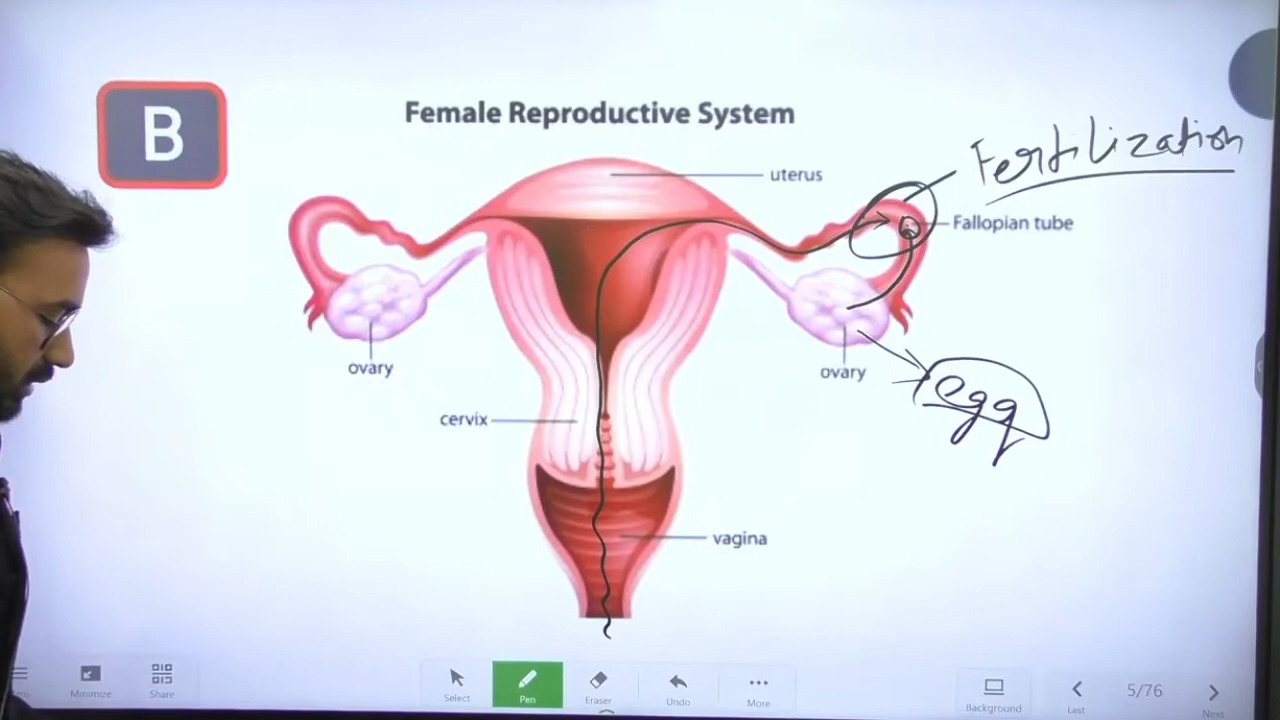 B
Female Reproductive System
Fertilization
uterus
Fallopian tube
ovary
ovary
egg
cervix
vagina
Minimize
Share
Select
Pen
Eraser
Undo
More
Background
Last
5/76
Next